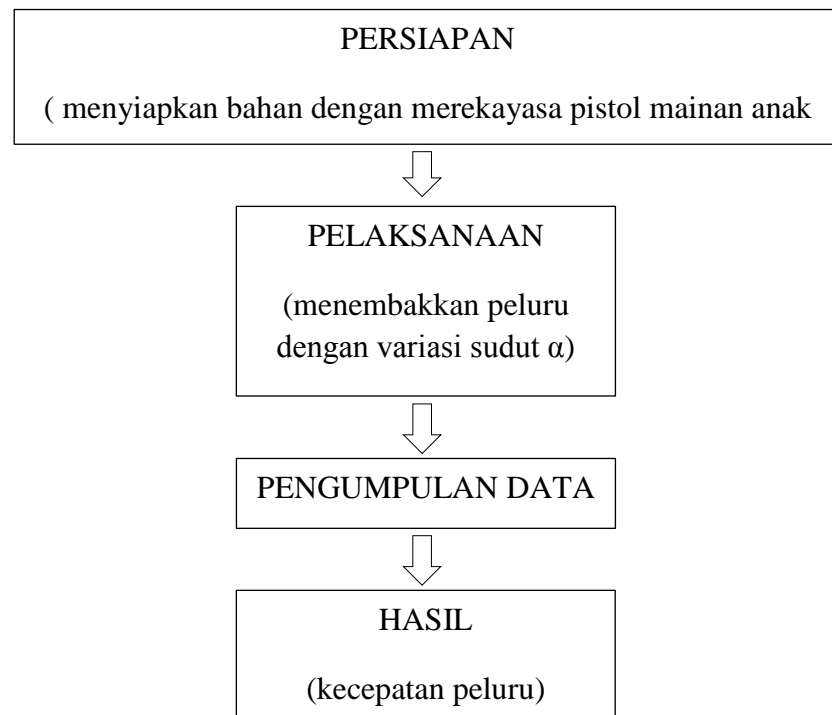 PERSIAPAN
( menyiapkan bahan dengan merekayasa pistol mainan anak
PELAKSANAAN
(menembakkan peluru
dengan variasi sudut α)
PENGUMPULAN DATA
HASIL
(kecepatan peluru)